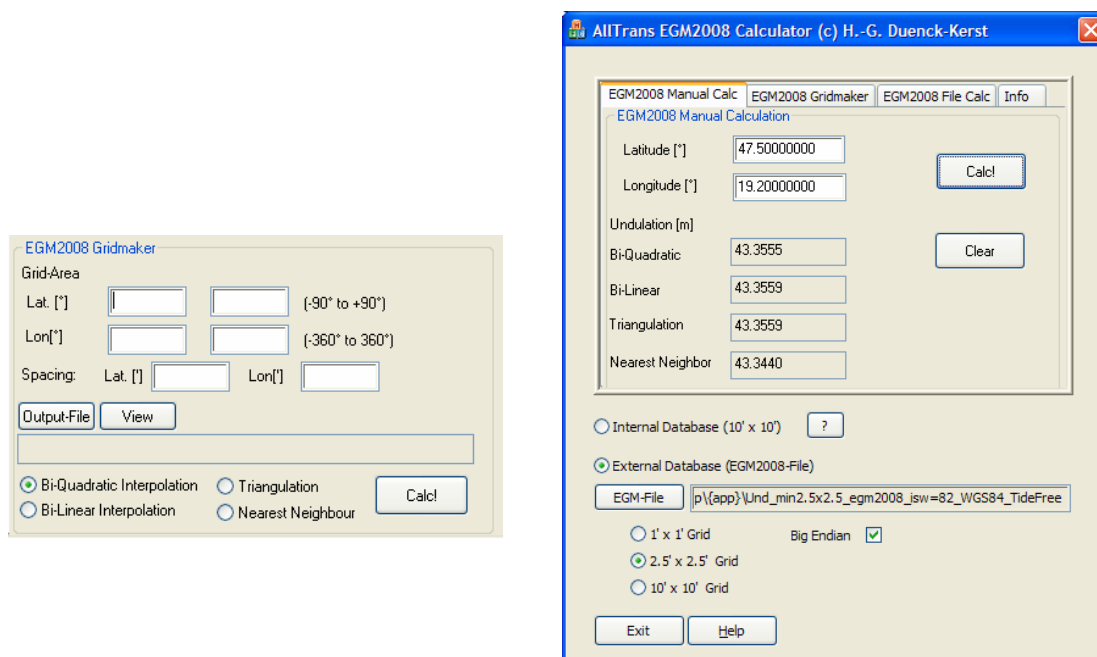 EGM2008 Gridmaker
Grid-Area
Lat. [°] (-90° to +90°)
Lon[°] (-360° to 360°)
Spacing: Lat. ['] Lon[']
Output-File View
Bi-Quadratic Interpolation Triangulation
Calc!
Bi-Linear Interpolation Nearest Neighbour
AllTrans EGM2008 Calculator (c) H.-G. Duenck-Kerst
EGM2008 Manual Calc EGM2008 Gridmaker EGM2008 File Calc Info
EGM2008 Manual Calculation
Latitude [°] 47.50000000
Calc!
Longitude [°] 19.20000000
Undulation [m]
Bi-Quadratic 43.3555 Clear
Bi-Linear 43.3559
Triangulation 43.3559
Nearest Neighbor 43.3440
Internal Database (10' x 10') ?
External Database (EGM2008-File)
EGM-File p\{app}\Und_min2.5x2.5_egm2008_isw=82_WGS84_TideFree
1' x 1' Grid Big Endian
2.5' x 2.5' Grid
10' x 10' Grid
Exit Help